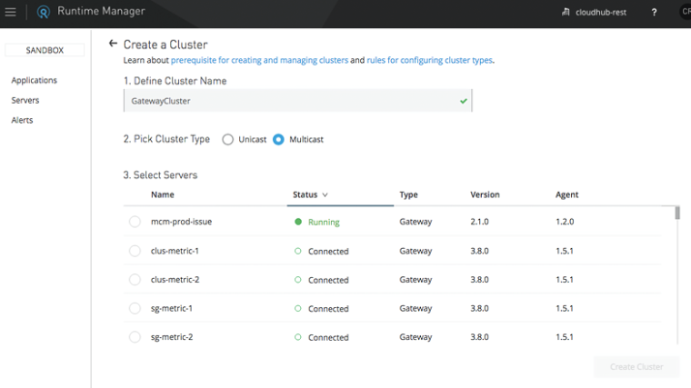 Runtime Manager
cloudhub-rest ? CR
SANDBOX
Applications
Servers
Alerts
← Create a Cluster
Learn about prerequisite for creating and managing clusters and rules for configuring cluster types.
1. Define Cluster Name
GatewayCluster
2. Pick Cluster Type Unicast Multicast
3. Select Servers
Name Status Type Version Agent
mcm-prod-issue Running Gateway 2.1.0 1.2.0
clus-metric-1 Connected Gateway 3.8.0 1.5.1
clus-metric-2 Connected Gateway 3.8.0 1.5.1
sg-metric-1 Connected Gateway 3.8.0 1.5.1
sg-metric-2 Connected Gateway 3.8.0 1.5.1
Create Cluster